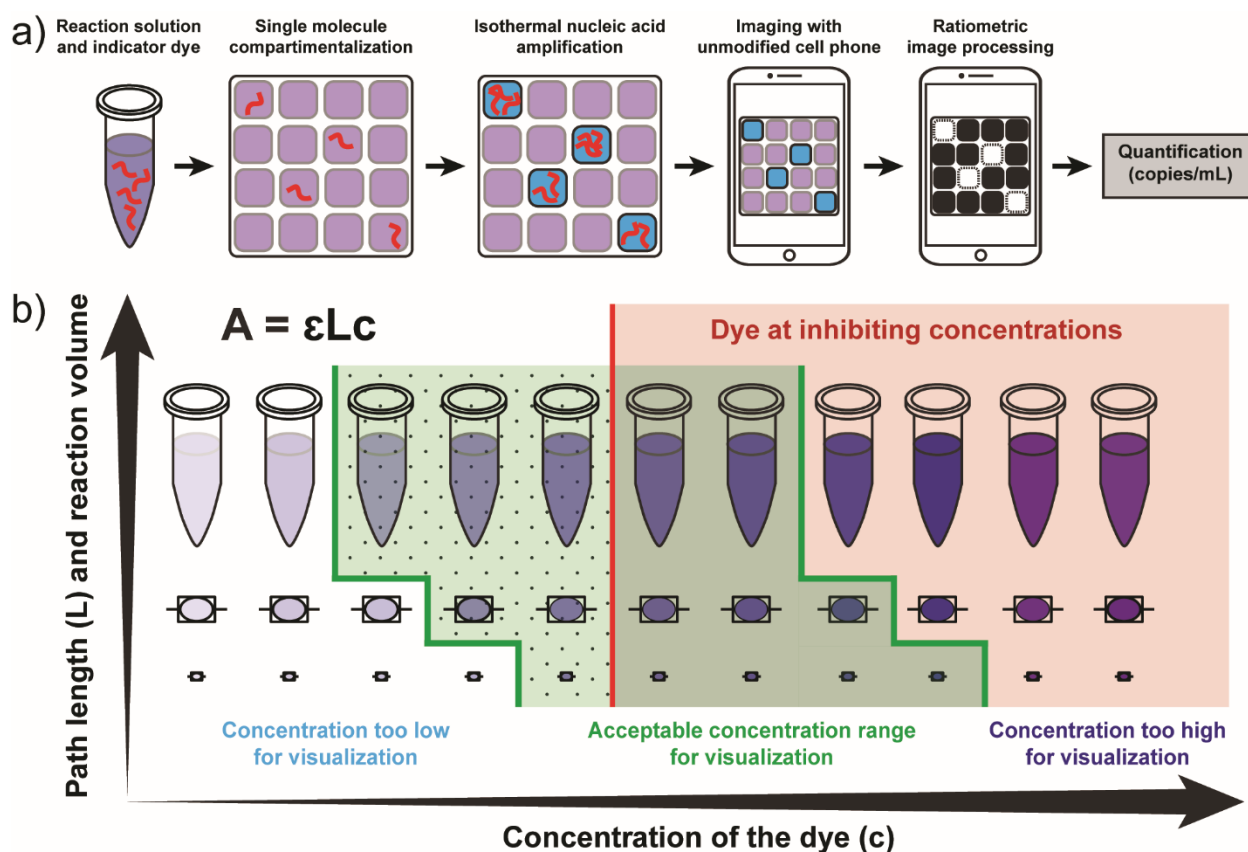 a)
Reaction solution
and indicator dye
Single molecule
compartimentalization
Isothermal nucleic acid
amplification
Imaging with
unmodified cell phone
Ratiometric
image processing
Quantification
(copies/mL)
b)
Path length (L) and reaction volume
A = εLc
Dye at inhibiting concentrations
Concentration too low
for visualization
Acceptable concentration range
for visualization
Concentration too high
for visualization
Concentration of the dye (c)